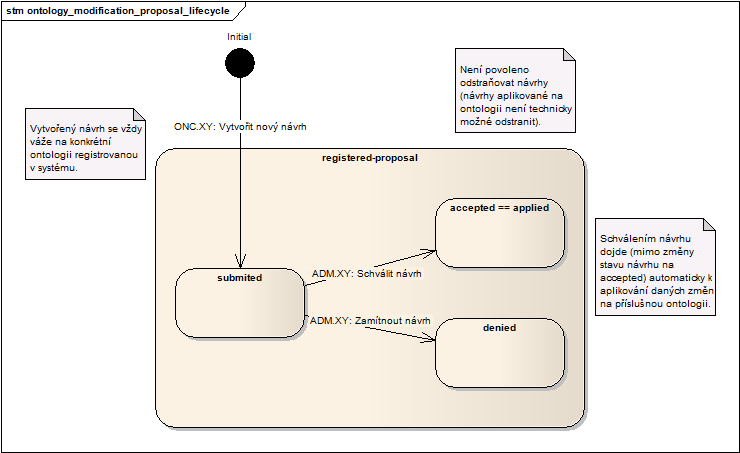 stm ontology_modification_proposal_lifecycle
Initial
Není povoleno
odstraňovat návrhy
(návrhy aplikované na
ontologii není technicky
možné odstranit).
Vytvořený návrh se vždy
váže na konkrétní
ontologii registrovanou
v systému.
ONC.XY: Vytvořit nový návrh
registered-proposal
accepted == applied
Schválením návrhu
dojde (mimo změny
stavu návrhu na
accepted) automaticky k
aplikování daných změn
na příslušnou ontologii.
submited
ADM.XY: Schválit návrh
ADM.XY: Zamítnout návrh
denied